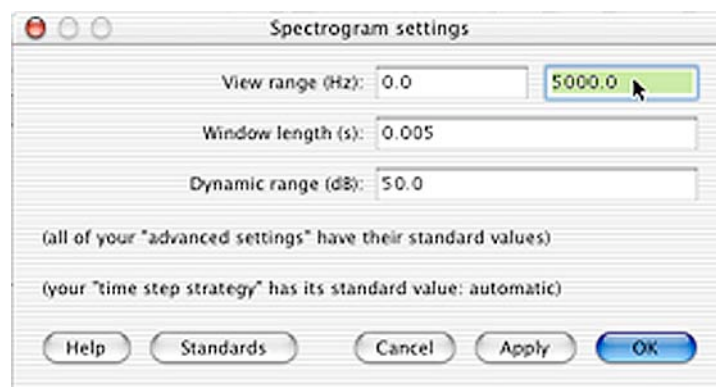 Spectrogram settings
View range (Hz): 0.0 5000.0
Window length (s): 0.005
Dynamic range (dB): 50.0
(all of your "advanced settings" have their standard values)
(your "time step strategy" has its standard value: automatic)
Help Standards Cancel Apply OK